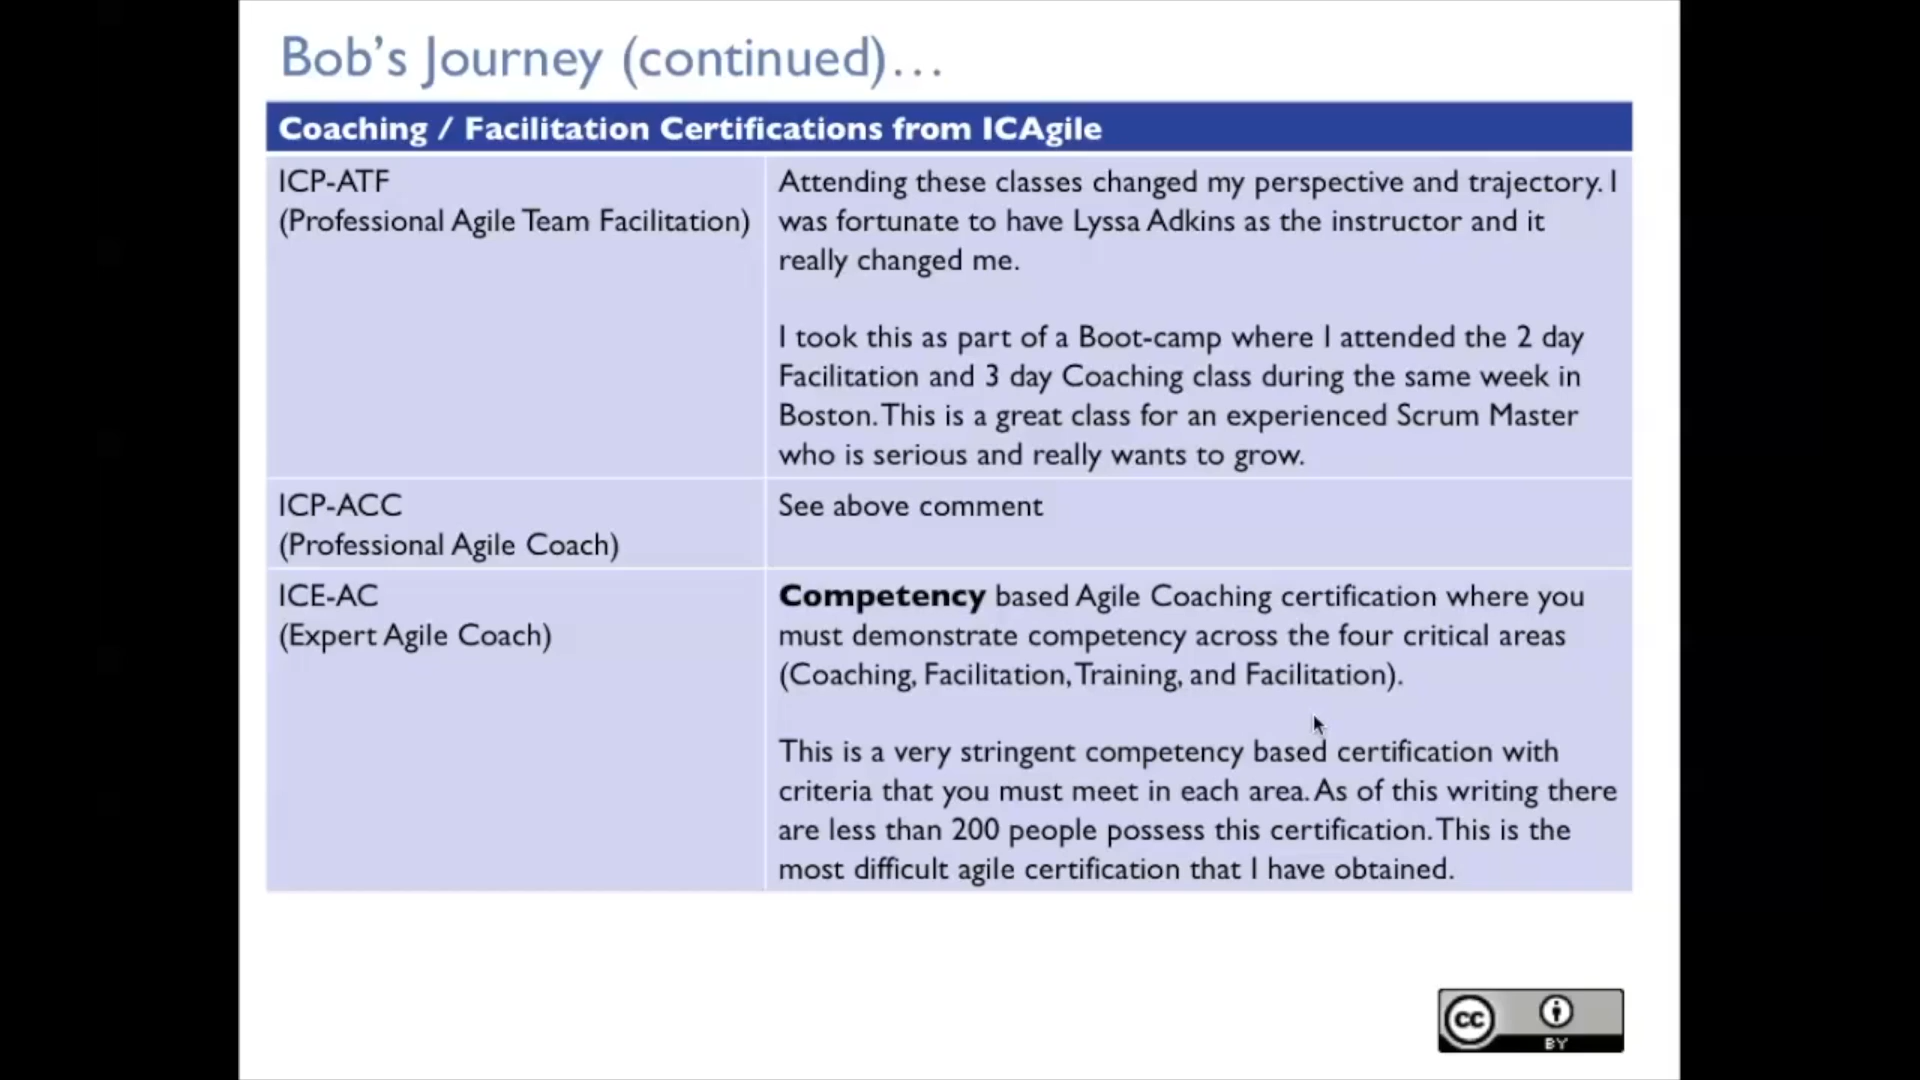 Bob's Journey (continued)...
Coaching / Facilitation Certifications from ICAgile
ICP-ATF
(Professional Agile Team Facilitation)
Attending these classes changed my perspective and trajectory. I
was fortunate to have Lyssa Adkins as the instructor and it
really changed me.
I took this as part of a Boot-camp where I attended the 2 day
Facilitation and 3 day Coaching class during the same week in
Boston. This is a great class for an experienced Scrum Master
who is serious and really wants to grow.
ICP-ACC
(Professional Agile Coach)
See above comment
ICE-AC
(Expert Agile Coach)
Competency based Agile Coaching certification where you
must demonstrate competency across the four critical areas
(Coaching, Facilitation, Training, and Facilitation).
This is a very stringent competency based certification with
criteria that you must meet in each area. As of this writing there
are less than 200 people possess this certification. This is the
most difficult agile certification that I have obtained.
cc
BY